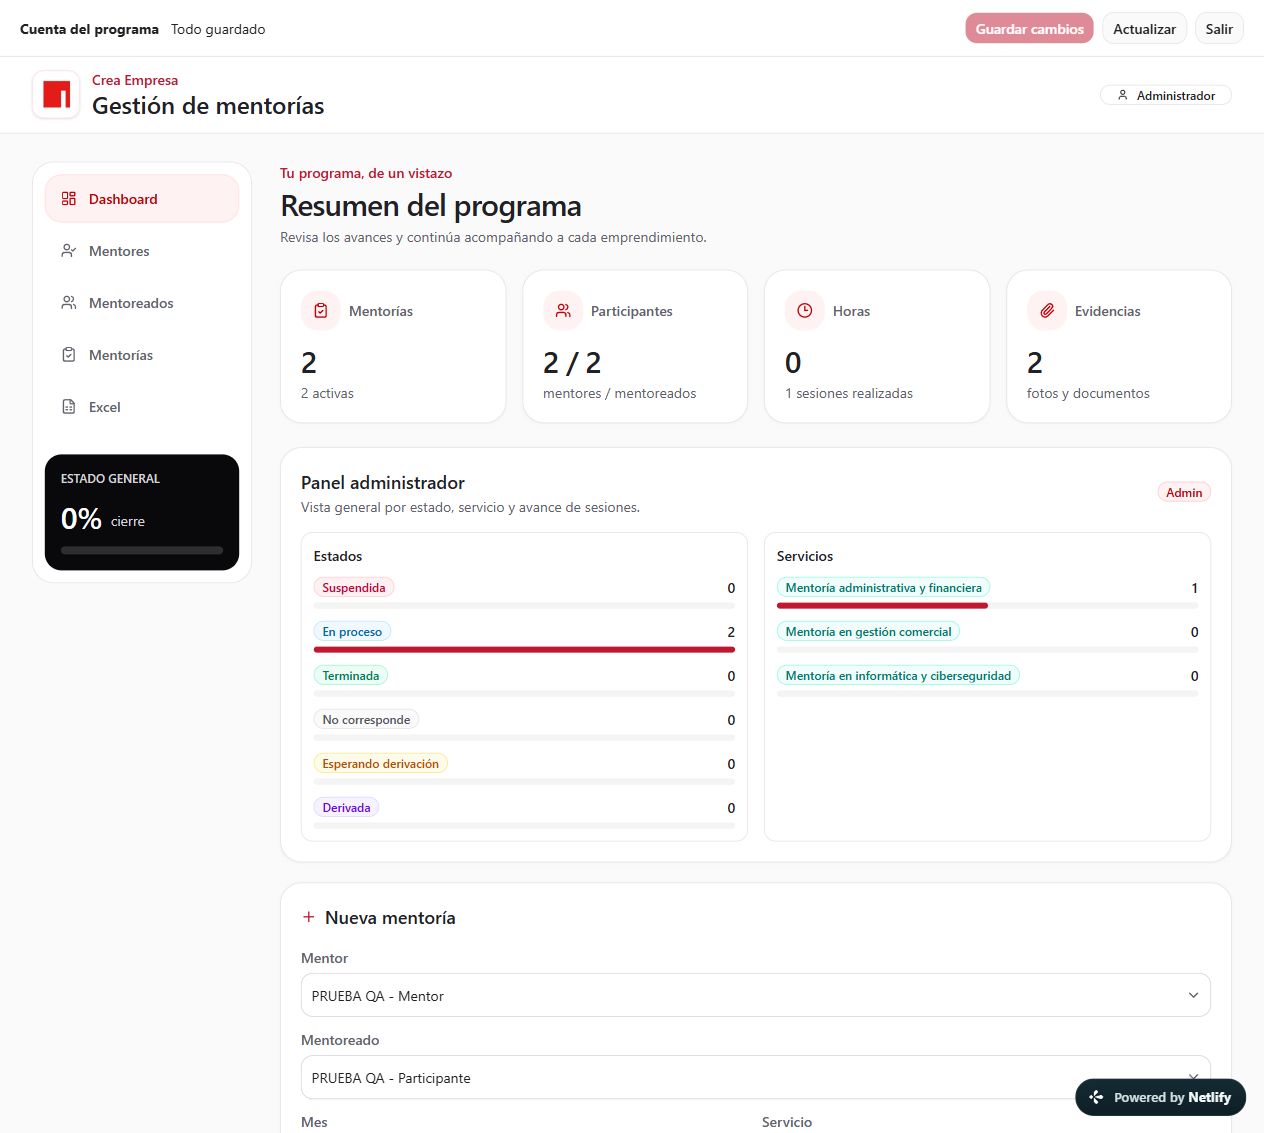 Cuenta del programa Todo guardado Guardar cambios Actualizar Salir
Crea Empresa
Gestión de mentorías
Administrador
Dashboard
Mentores
Mentoreados
Mentorías
Excel
ESTADO GENERAL
0% cierre
Tu programa, de un vistazo
Resumen del programa
Revisa los avances y continúa acompañando a cada emprendimiento.
Mentorías
2
2 activas
Participantes
2 / 2
mentores / mentoreados
Horas
0
1 sesiones realizadas
Evidencias
2
fotos y documentos
Panel administrador
Vista general por estado, servicio y avance de sesiones.
Admin
Estados
Suspendida 0
En proceso 2
Terminada 0
No corresponde 0
Esperando derivación 0
Derivada 0
Servicios
Mentoría administrativa y financiera 1
Mentoría en gestión comercial 0
Mentoría en informática y ciberseguridad 0
+ Nueva mentoría
Mentor
PRUEBA QA - Mentor
Mentoreado
PRUEBA QA - Participante
Mes Servicio
Powered by Netlify